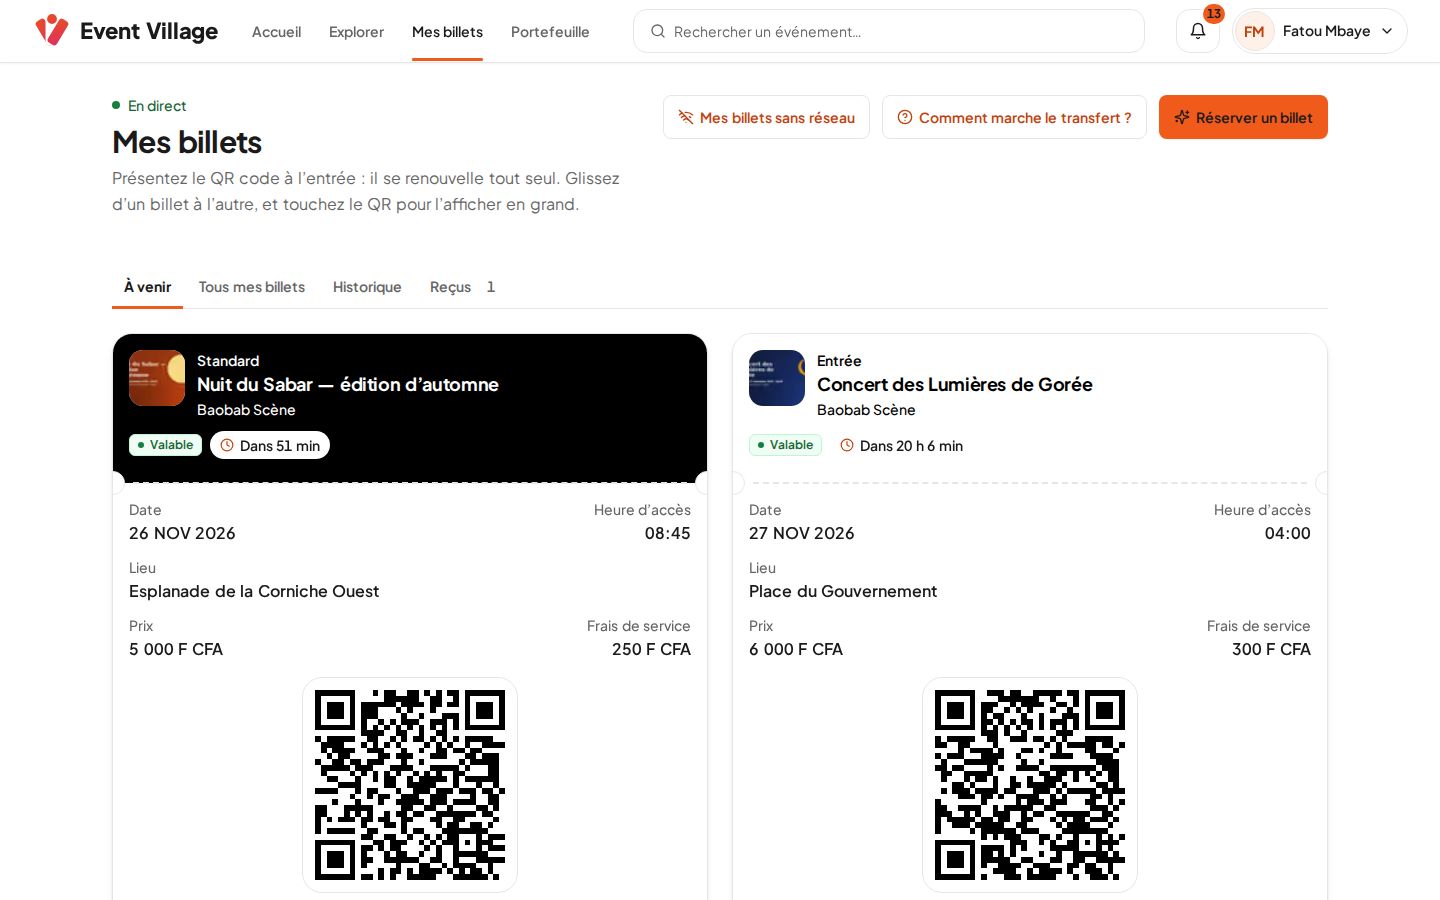 Event Village
Accueil
Explorer
Mes billets
Portefeuille
Rechercher un événement…
13
FM
Fatou Mbaye
En direct
Mes billets
Présentez le QR code à l’entrée : il se renouvelle tout seul. Glissez
d’un billet à l’autre, et touchez le QR pour l’afficher en grand.
Mes billets sans réseau
Comment marche le transfert ?
Réserver un billet
À venir
Tous mes billets
Historique
Reçus 1
Standard
Nuit du Sabar — édition d’automne
Baobab Scène
Valable
Dans 51 min
Date
Heure d’accès
26 NOV 2026
08:45
Lieu
Esplanade de la Corniche Ouest
Prix
Frais de service
5 000 F CFA
250 F CFA
Entrée
Concert des Lumières de Gorée
Baobab Scène
Valable
Dans 20 h 6 min
Date
Heure d’accès
27 NOV 2026
04:00
Lieu
Place du Gouvernement
Prix
Frais de service
6 000 F CFA
300 F CFA